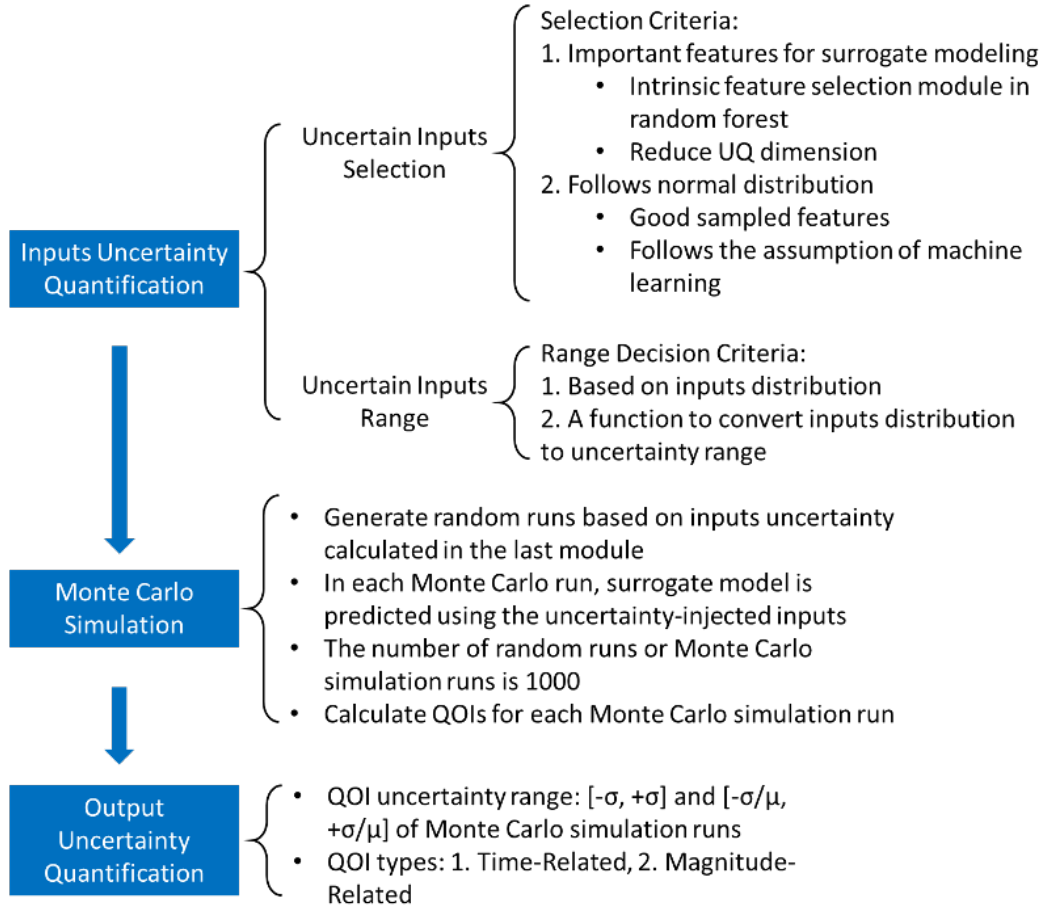 Inputs Uncertainty
Quantification
Uncertain Inputs
Selection
Selection Criteria:
1. Important features for surrogate modeling
• Intrinsic feature selection module in
random forest
• Reduce UQ dimension
2. Follows normal distribution
• Good sampled features
• Follows the assumption of machine
learning
Uncertain Inputs
Range
Range Decision Criteria:
1. Based on inputs distribution
2. A function to convert inputs distribution
to uncertainty range
Monte Carlo
Simulation
• Generate random runs based on inputs uncertainty
calculated in the last module
• In each Monte Carlo run, surrogate model is
predicted using the uncertainty-injected inputs
• The number of random runs or Monte Carlo
simulation runs is 1000
• Calculate QOIs for each Monte Carlo simulation run
Output
Uncertainty
Quantification
• QOI uncertainty range: [-σ, +σ] and [-σ/μ,
+σ/μ] of Monte Carlo simulation runs
• QOI types: 1. Time-Related, 2. Magnitude-
Related